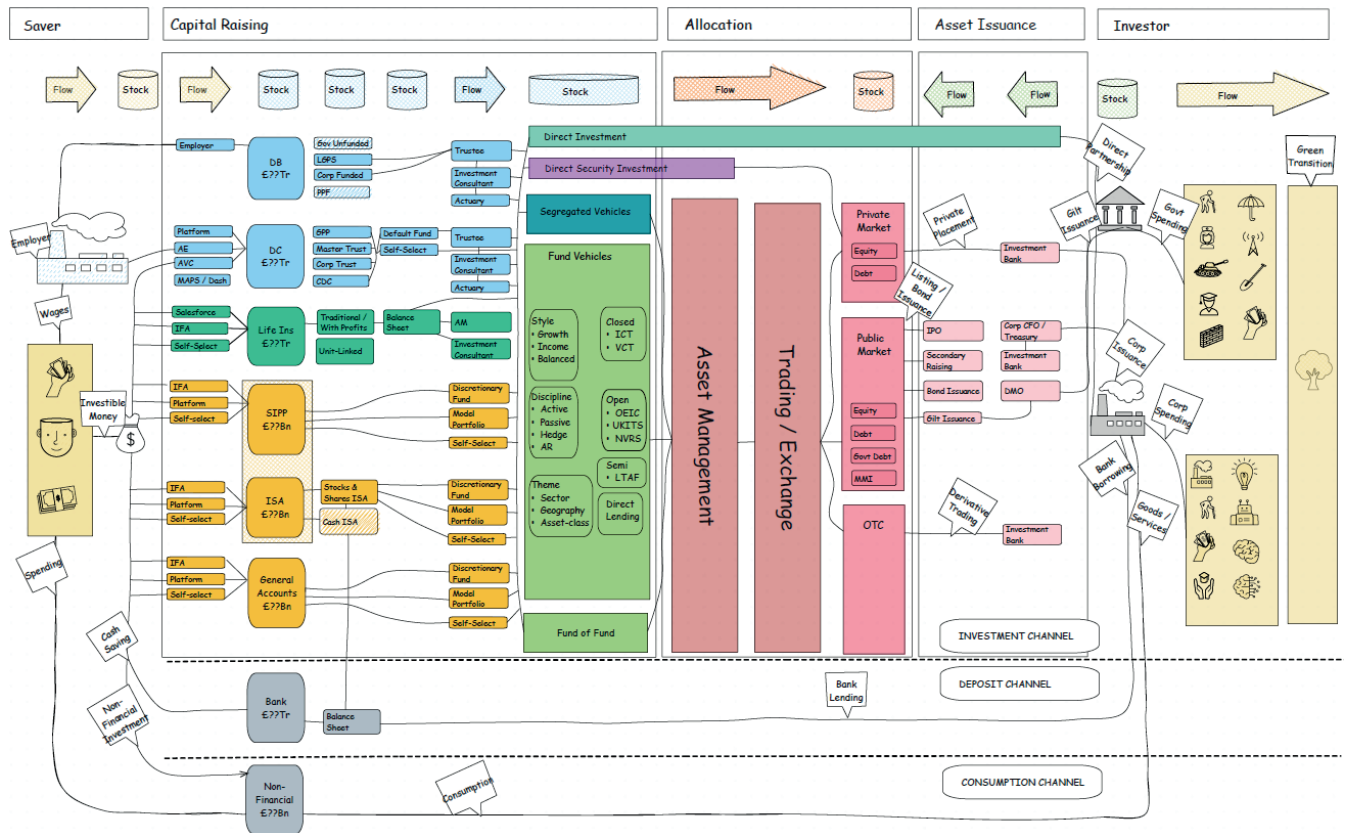 Saver
Capital Raising
Allocation
Asset Issuance
Investor
Flow
Stock
Flow
Stock
Stock
Stock
Flow
Stock
Flow
Stock
Flow
Flow
Stock
Flow
Employer
DB
£??Tr
Gov Unfunded
LGPS
Corp Funded
PPF
Trustee
Investment
Consultant
Actuary
Direct Investment
Direct Security Investment
Segregated Vehicles
Direct
Partnership
Green
Transition
Employer
Platform
AE
AVC
MAPS / Dash
DC
£??Tr
GPP
Master Trust
Corp Trust
CDC
Default Fund
Self-Select
Trustee
Investment
Consultant
Actuary
Fund Vehicles
Private
Market
Equity
Debt
Private
Placement
Investment
Bank
Gilt
Issuance
Govt
Spending
Wages
Salesforce
IFA
Self-Select
Life Ins
£??Tr
Traditional /
With Profits
Unit-Linked
Balance
Sheet
AM
Investment
Consultant
Style
• Growth
• Income
• Balanced
Closed
• ICT
• VCT
Asset Management
Trading / Exchange
Listing /
Bond
Issuance
Public
Market
Equity
Debt
Govt Debt
MMI
IPO
Secondary
Raising
Bond Issuance
Gilt Issuance
Corp CFO /
Treasury
Investment
Bank
DMO
Corp
Issuance
Corp
Spending
Investible
Money
$
IFA
Platform
Self-select
SIPP
£??Bn
Discretionary
Fund
Model
Portfolio
Self-Select
Discipline
• Active
• Passive
• Hedge
• AR
Open
• OEIC
• UKITS
• NVRS
Semi
• LTAF
IFA
Platform
Self-select
ISA
£??Bn
Stocks &
Shares ISA
Cash ISA
Discretionary
Fund
Model
Portfolio
Self-Select
Theme
• Sector
• Geography
• Asset-class
Direct
Lending
OTC
Derivative
Trading
Investment
Bank
Bank
Borrowing
Goods /
Services
Spending
IFA
Platform
Self-select
General
Accounts
£??Bn
Discretionary
Fund
Model
Portfolio
Self-Select
Fund of Fund
INVESTMENT CHANNEL
Cash
Saving
Bank
£??Tr
Balance
Sheet
Bank
Lending
DEPOSIT CHANNEL
Non-
Financial
Investment
Non-
Financial
£??Bn
Consumption
CONSUMPTION CHANNEL